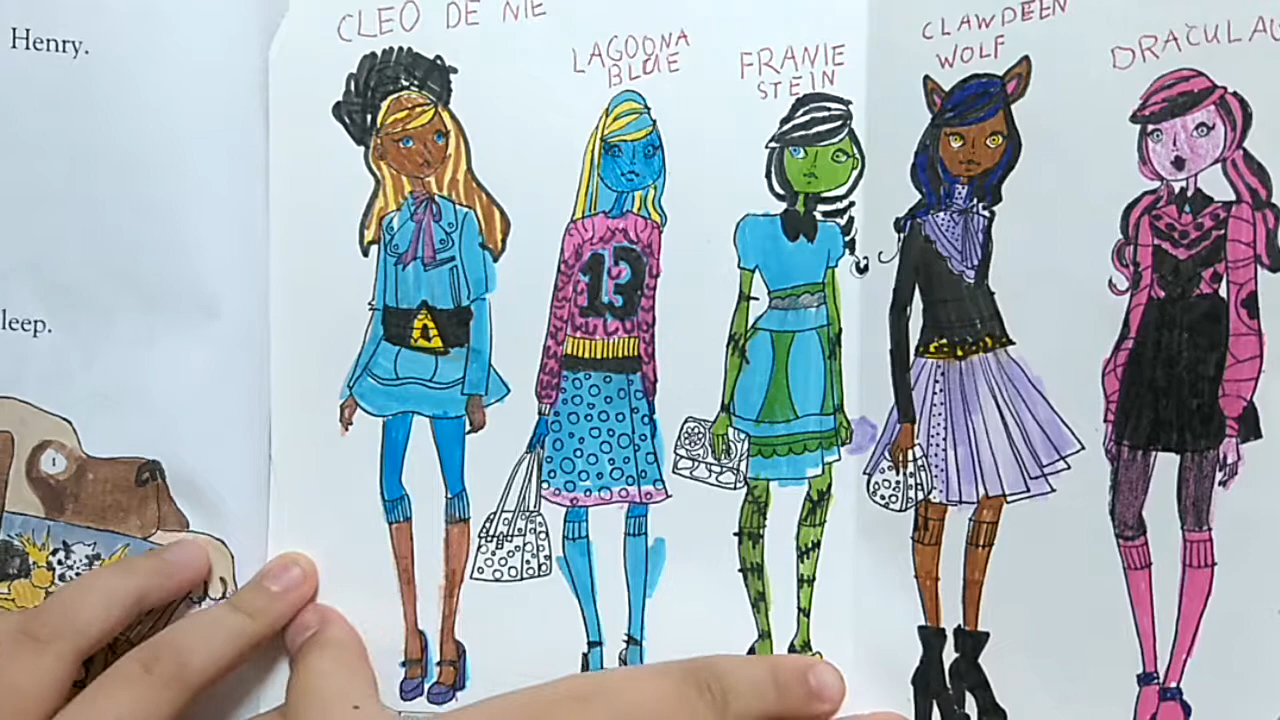 Henry.
leep.
CLEO DE NIE
LAGOONA
BLUE
FRANIE
STEIN
CLAWDEEN
WOLF
DRACULAU
13